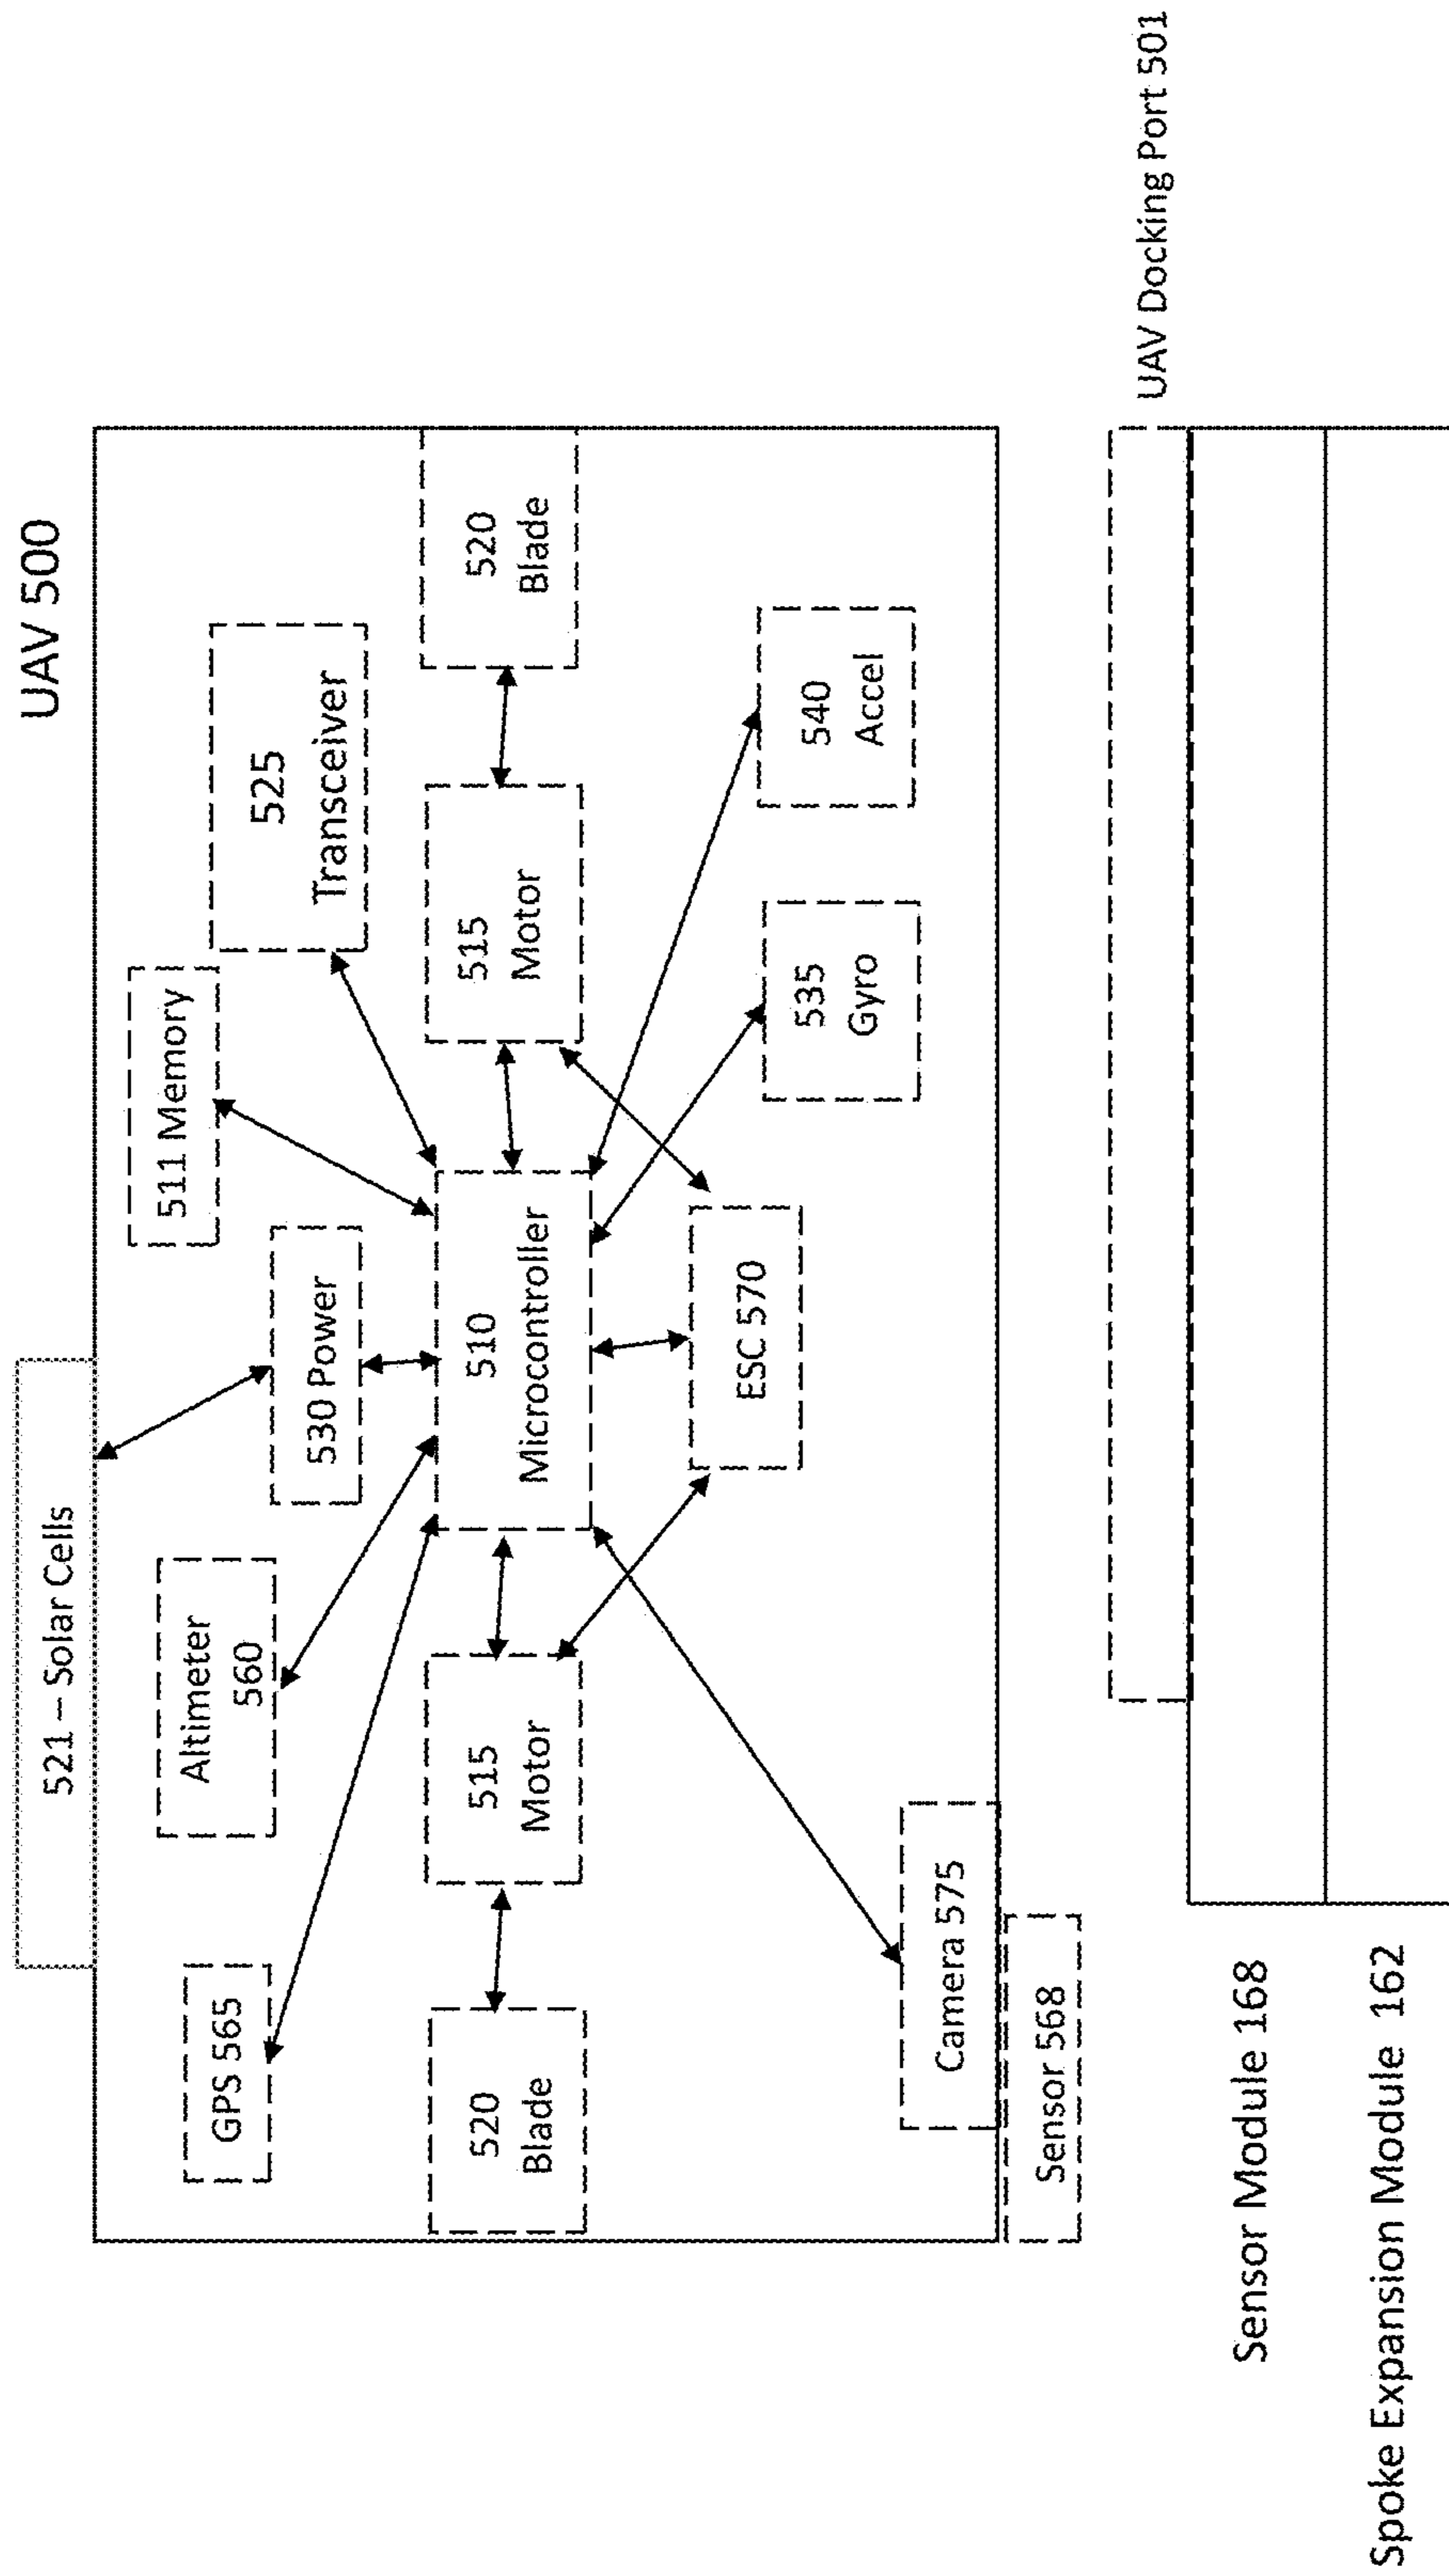 UAV 500
521 – Solar Cells
511 Memory
Altimeter
560
GPS 565
525
Transceiver
530 Power
520
Blade
515
Motor
510
Microcontroller
515
Motor
520
Blade
ESC 570
535
Gyro
540
Accel
Camera 575
Sensor 568
UAV Docking Port 501
Sensor Module 168
Spoke Expansion Module 162